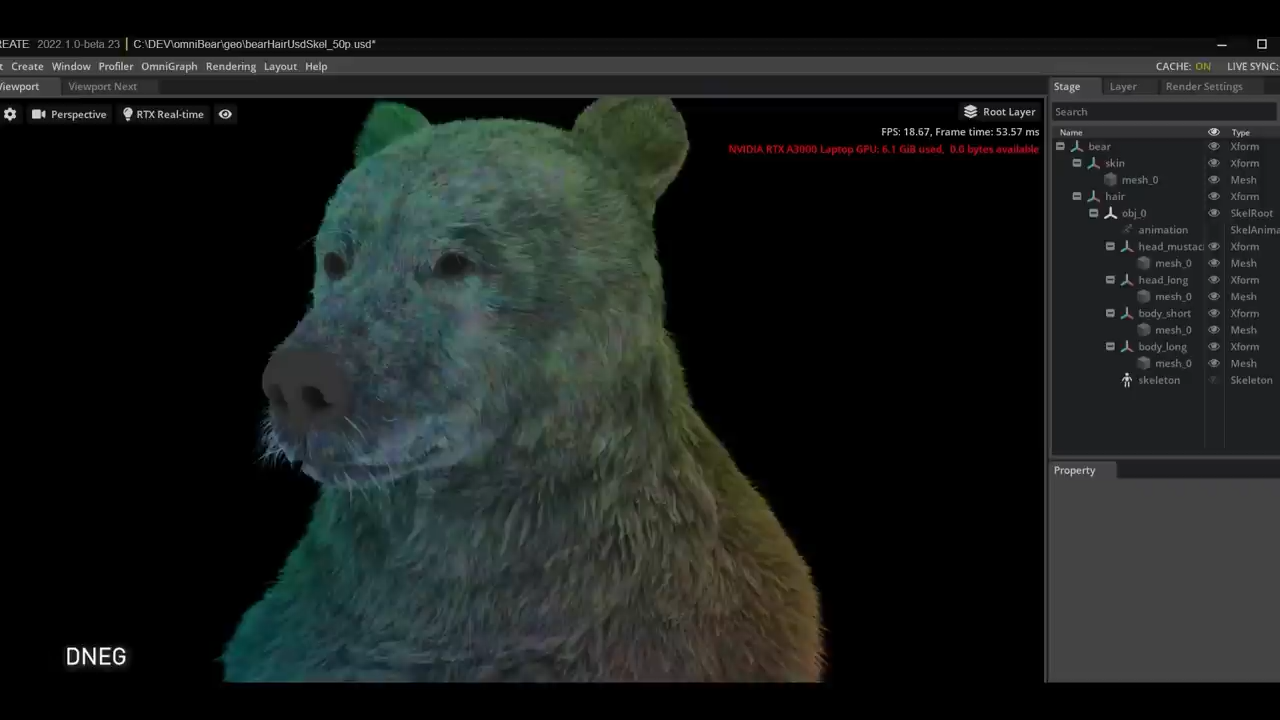 REATE 2022.1.0-beta.23 | C:\DEV\omniBear\geo\bearHairUsdSkel_50p.usd*
t Create Window Profiler OmniGraph Rendering Layout Help CACHE: ON LIVE SYNC:
Viewport Viewport Next Stage Layer Render Settings
Perspective RTX Real-time Root Layer Search
FPS: 18.67, Frame time: 53.57 ms
NVIDIA RTX A3000 Laptop GPU: 6.1 GiB used, 0.0 bytes available
Name Type
bear Xform
skin Xform
mesh_0 Mesh
hair Xform
obj_0 SkelRoot
animation SkelAnima
head_mustac Xform
mesh_0 Mesh
head_long Xform
mesh_0 Mesh
body_short Xform
mesh_0 Mesh
body_long Xform
mesh_0 Mesh
skeleton Skeleton
Property
DNEG